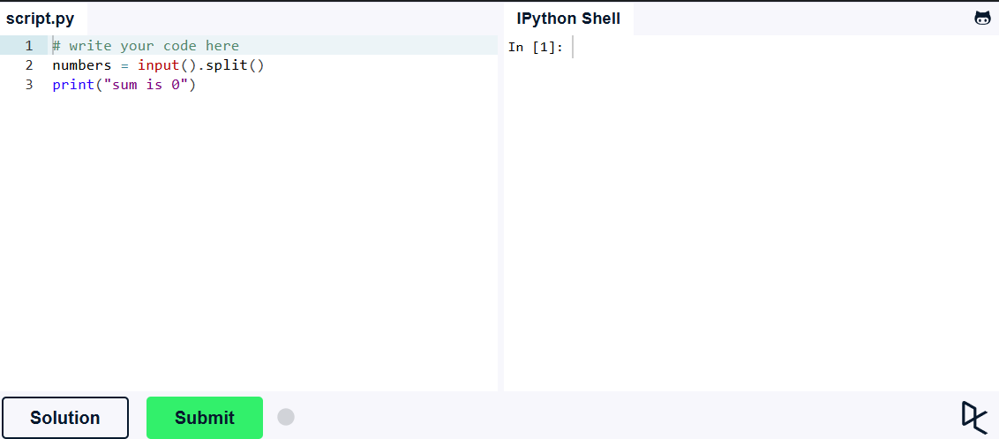 script.py
1 # write your code here
2 numbers = input().split()
3 print("sum is 0")
IPython Shell
In [1]:
Solution
Submit